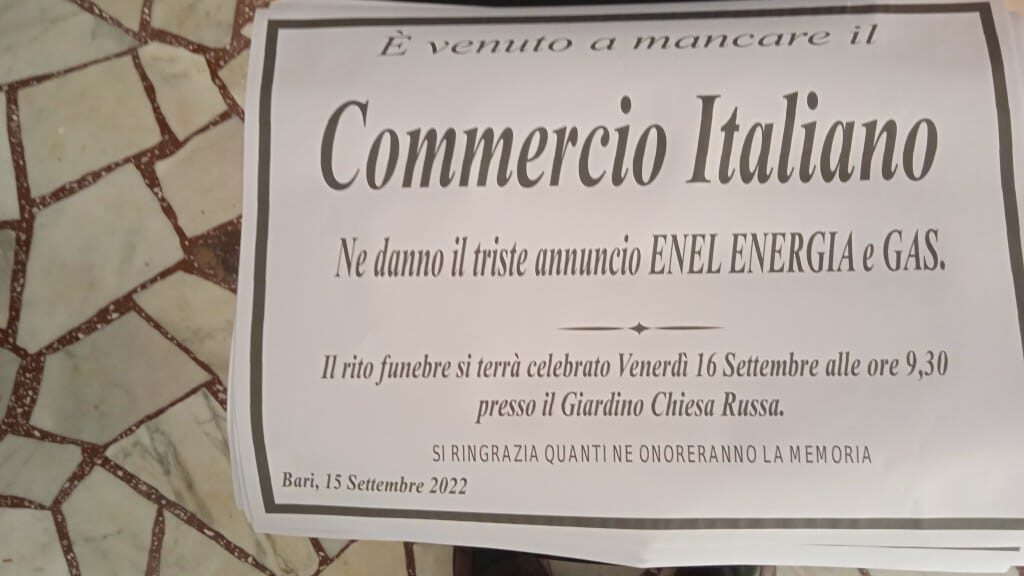 È venuto a mancare il
Commercio Italiano
Ne danno il triste annuncio ENEL ENERGIA e GAS.
Il rito funebre si terrà celebrato Venerdì 16 Settembre alle ore 9,30
presso il Giardino Chiesa Russa.
SI RINGRAZIA QUANTI NE ONORERANNO LA MEMORIA
Bari, 15 Settembre 2022